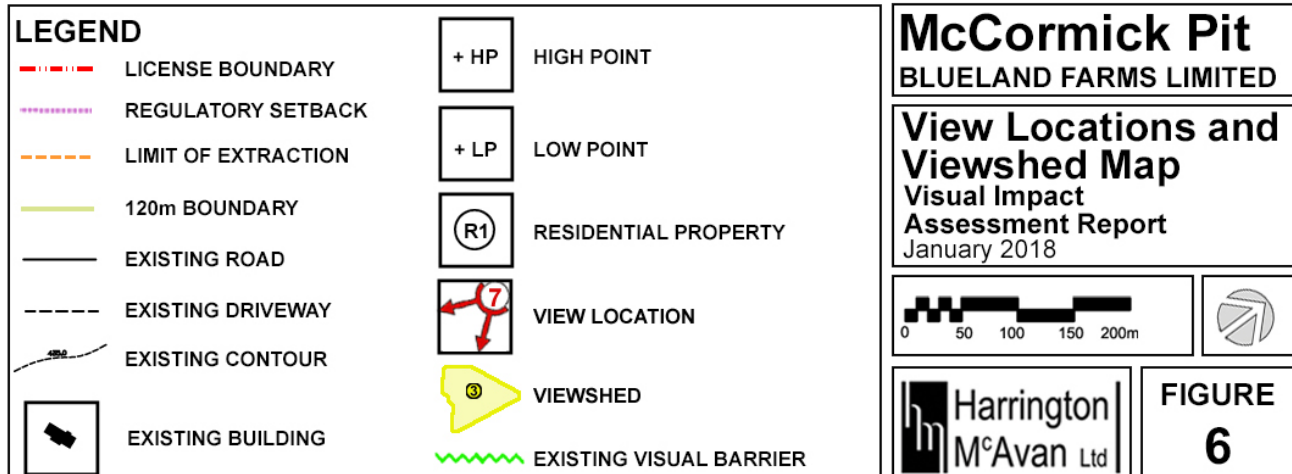 LEGEND
LICENSE BOUNDARY
REGULATORY SETBACK
LIMIT OF EXTRACTION
120m BOUNDARY
EXISTING ROAD
EXISTING DRIVEWAY
EXISTING CONTOUR
EXISTING BUILDING
+ HP
HIGH POINT
+ LP
LOW POINT
R1
RESIDENTIAL PROPERTY
7
VIEW LOCATION
3
VIEWSHED
EXISTING VISUAL BARRIER
McCormick Pit
BLUELAND FARMS LIMITED
View Locations and
Viewshed Map
Visual Impact
Assessment Report
January 2018
0 50 100 150 200m
hm
Harrington
McAvan Ltd
FIGURE
6